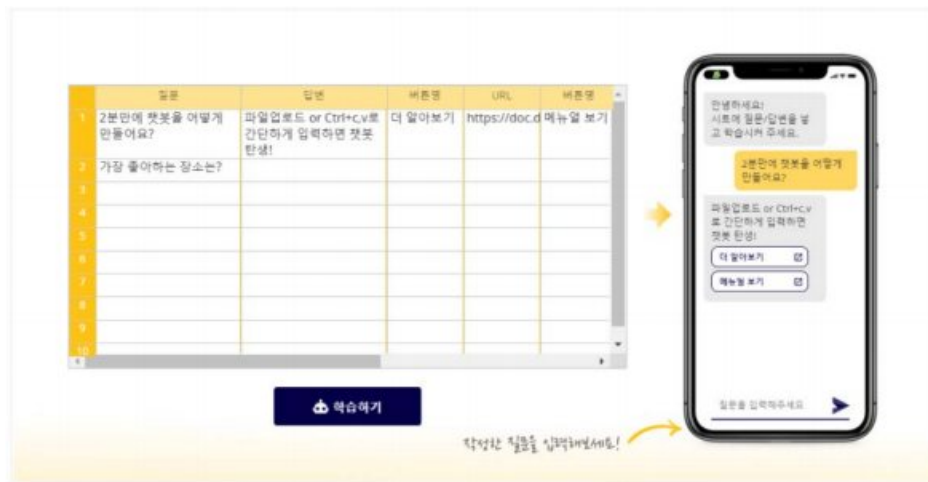 질문 답변 버튼명 URL 버튼명
1 2분만에 챗봇을 어떻게 파일업로드 or Ctrl+c,v로 더 알아보기 https://doc.d 메뉴얼 보기
만들어요? 간단하게 입력하면 챗봇
탄생!
2 가장 좋아하는 장소는?
3
4
5
6
7
8
9
10
학습하기
안녕하세요!
시트에 질문/답변을 넣
고 학습시켜 주세요.
2분만에 챗봇을 어떻게
만들어요?
파일업로드 or Ctrl+c,v
로 간단하게 입력하면
챗봇 탄생!
더 알아보기
메뉴얼 보기
질문을 입력해주세요
작성한 질문을 입력해보세요!